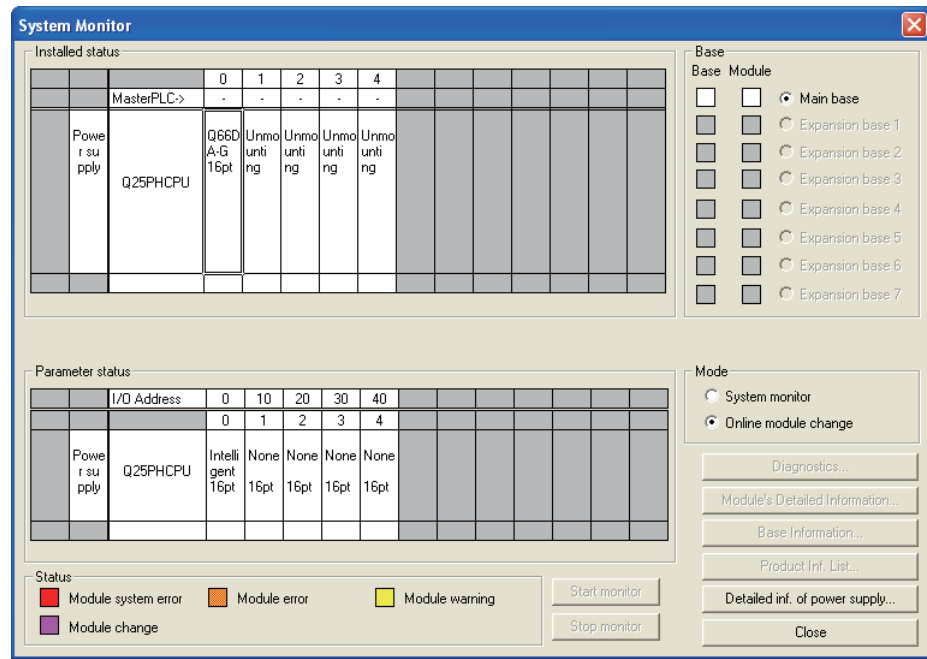 System Monitor
Installed status
0 1 2 3 4
MasterPLC-> - - - - -
Powe Q66D Unmo Unmo Unmo Unmo
r su A-G unti unti unti unti
pply 16pt ng ng ng ng
Q25PHCPU
Base
Base Module
Main base
Expansion base 1
Expansion base 2
Expansion base 3
Expansion base 4
Expansion base 5
Expansion base 6
Expansion base 7
Parameter status
I/O Address 0 10 20 30 40
0 1 2 3 4
Powe Intelli None None None None
r su Q25PHCPU gent
pply 16pt 16pt 16pt 16pt 16pt
Mode
System monitor
Online module change
Diagnostics...
Module's Detailed Information...
Base Information...
Product Inf. List...
Detailed inf. of power supply...
Close
Status
Module system error Module error Module warning
Module change
Start monitor
Stop monitor